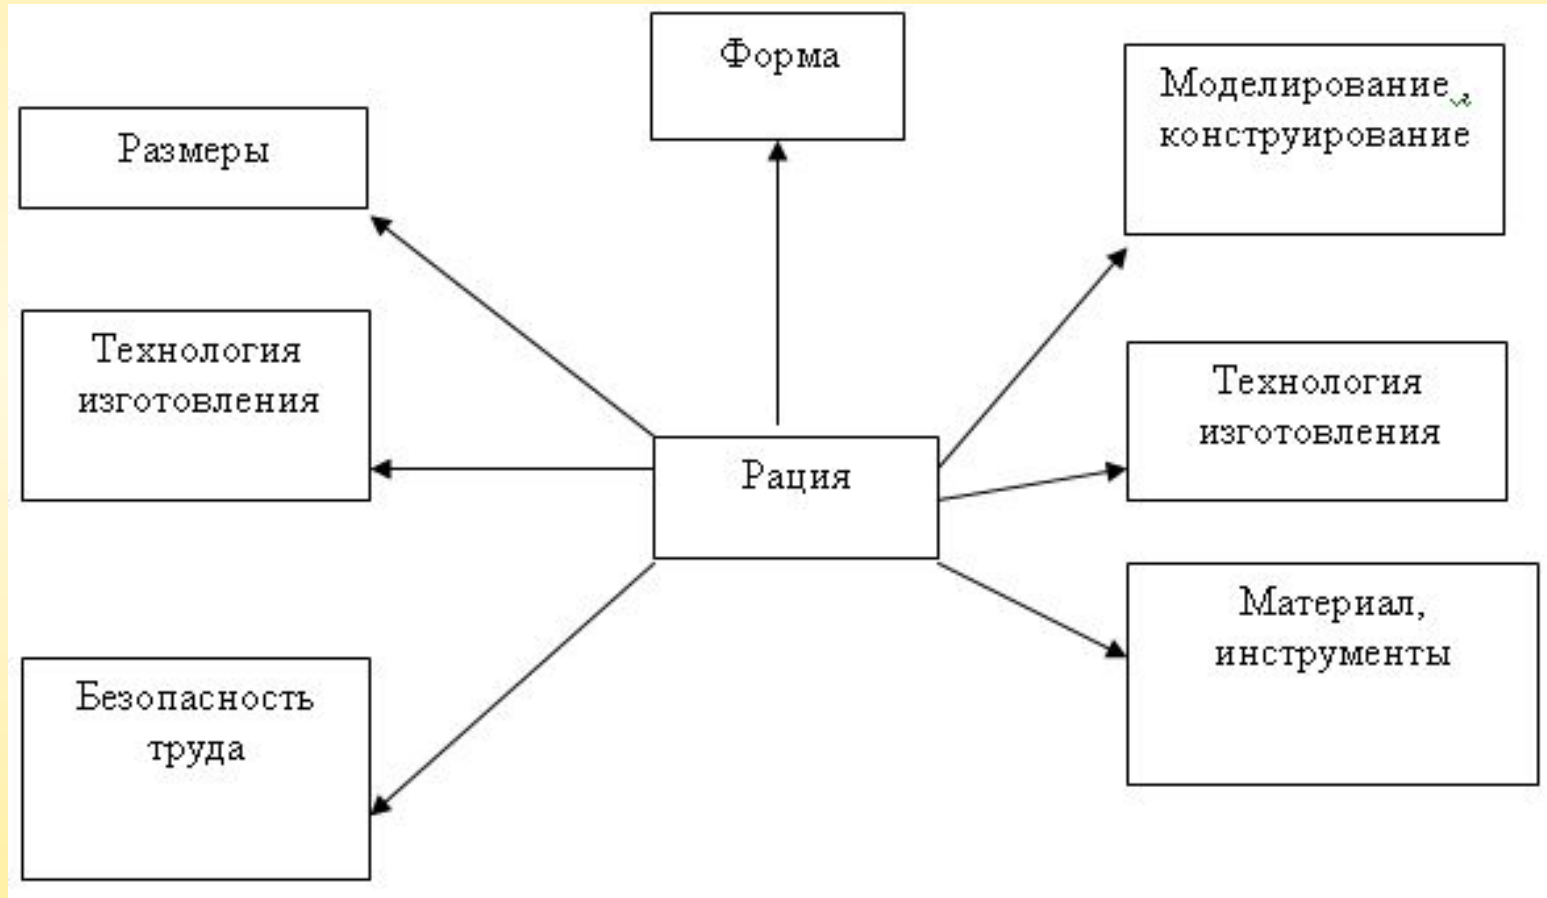 Форма
Моделирование,
конструирование
Размеры
Технология
изготовления
Технология
изготовления
Рация
Материал,
инструменты
Безопасность
труда